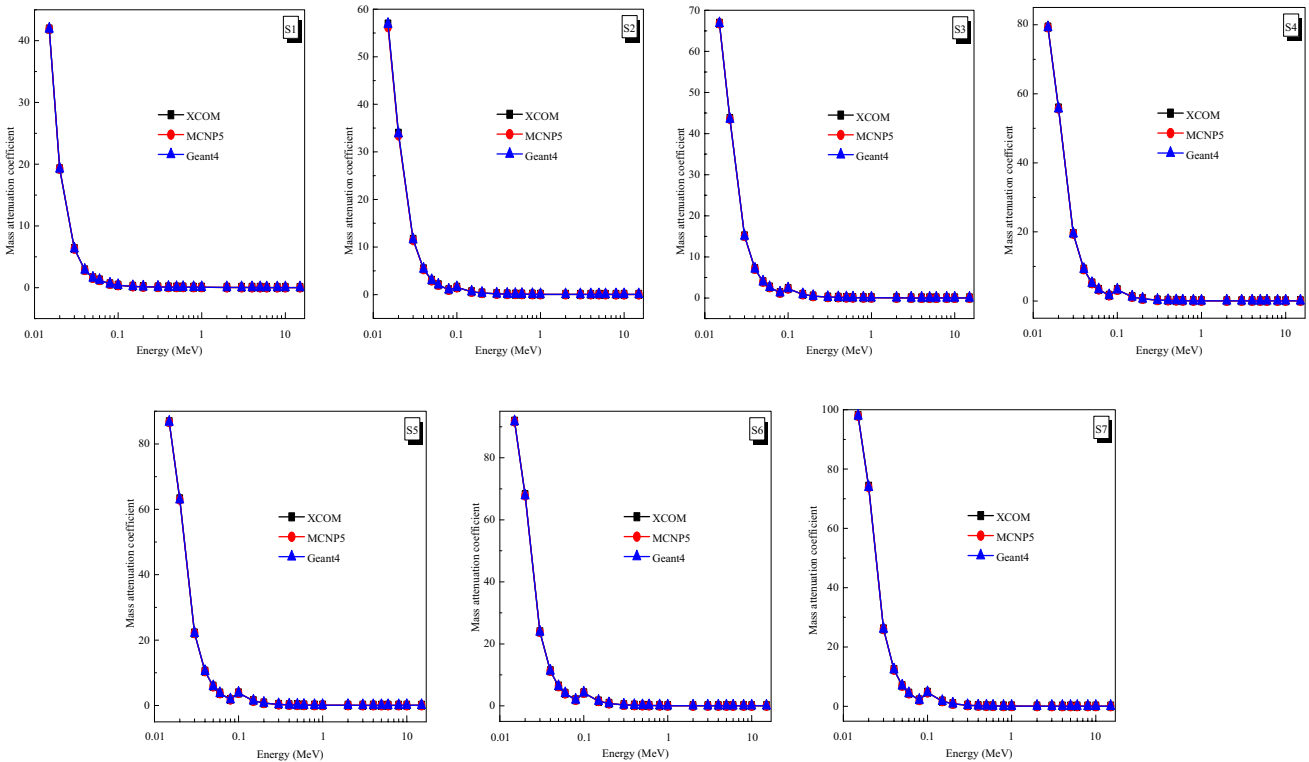 S1
Mass attenuation coefficient
40
20
0
XCOM
MCNP5
Geant4
0.01
0.1
1
10
Energy (MeV)
S2
Mass attenuation coefficient
60
50
40
30
20
10
0
XCOM
MCNP5
Geant4
0.01
0.1
1
10
Energy (MeV)
S3
Mass attenuation coefficient
70
60
50
40
30
20
10
0
XCOM
MCNP5
Geant4
0.01
0.1
1
10
Energy (MeV)
S4
Mass attenuation coefficient
80
60
40
20
0
XCOM
MCNP5
Geant4
0.01
0.1
1
10
Energy (MeV)
S5
Mass attenuation coefficient
80
60
40
20
0
XCOM
MCNP5
Geant4
0.01
0.1
1
10
Energy (MeV)
S6
Mass attenuation coefficient
80
60
40
20
0
XCOM
MCNP5
Geant4
0.01
0.1
1
10
Energy (MeV)
S7
Mass attenuation coefficient
100
80
60
40
20
0
XCOM
MCNP5
Geant4
0.01
0.1
1
10
Energy (MeV)